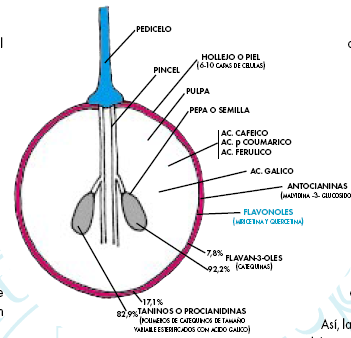 PEDICELO
HOLLEJO O PIEL
(6-10 CAPAS DE CELULAS)
PINCEL
PULPA
PEPA O SEMILLA
AC. CAFEICO
AC. p COUMARICO
AC. FERULICO
AC. GALICO
ANTOCIANINAS
(MALVIDINA -3- GLUCOSIDO
FLAVONOLES
(MIRICETINA Y QUERCETINA)
7,8%
FLAVAN-3-OLES
92,2%
(CATEQUINAS)
17,1%
82,9%
TANINOS O PROCIANIDINAS
(POLIMEROS DE CATEQUINOS DE TAMAÑO
VARIABLE ESTERIFICADOS CON ACIDO GALICO)
Así, la